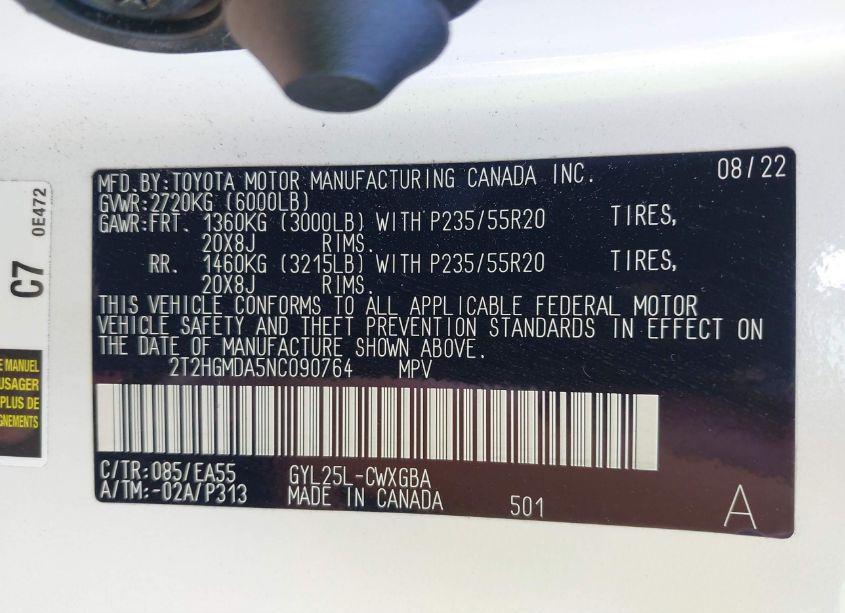 MFD.BY:TOYOTA MOTOR MANUFACTURING CANADA INC. 08/22
GVWR:2720KG (6000LB)
GAWR:FRT. 1360KG (3000LB) WITH P235/55R20 TIRES,
20X8J RIMS.
RR. 1460KG (3215LB) WITH P235/55R20 TIRES,
20X8J RIMS.
THIS VEHICLE CONFORMS TO ALL APPLICABLE FEDERAL MOTOR
VEHICLE SAFETY AND THEFT PREVENTION STANDARDS IN EFFECT ON
THE DATE OF MANUFACTURE SHOWN ABOVE.
2T2HGMDA5NC090764 MPV
C/TR:085/EA55 GYL25L-CWXGBA
A/TM:-02A/P313 MADE IN CANADA 501 A
C7 0E472
E MANUEL
USAGER
PLUS DE
GNEMENTS